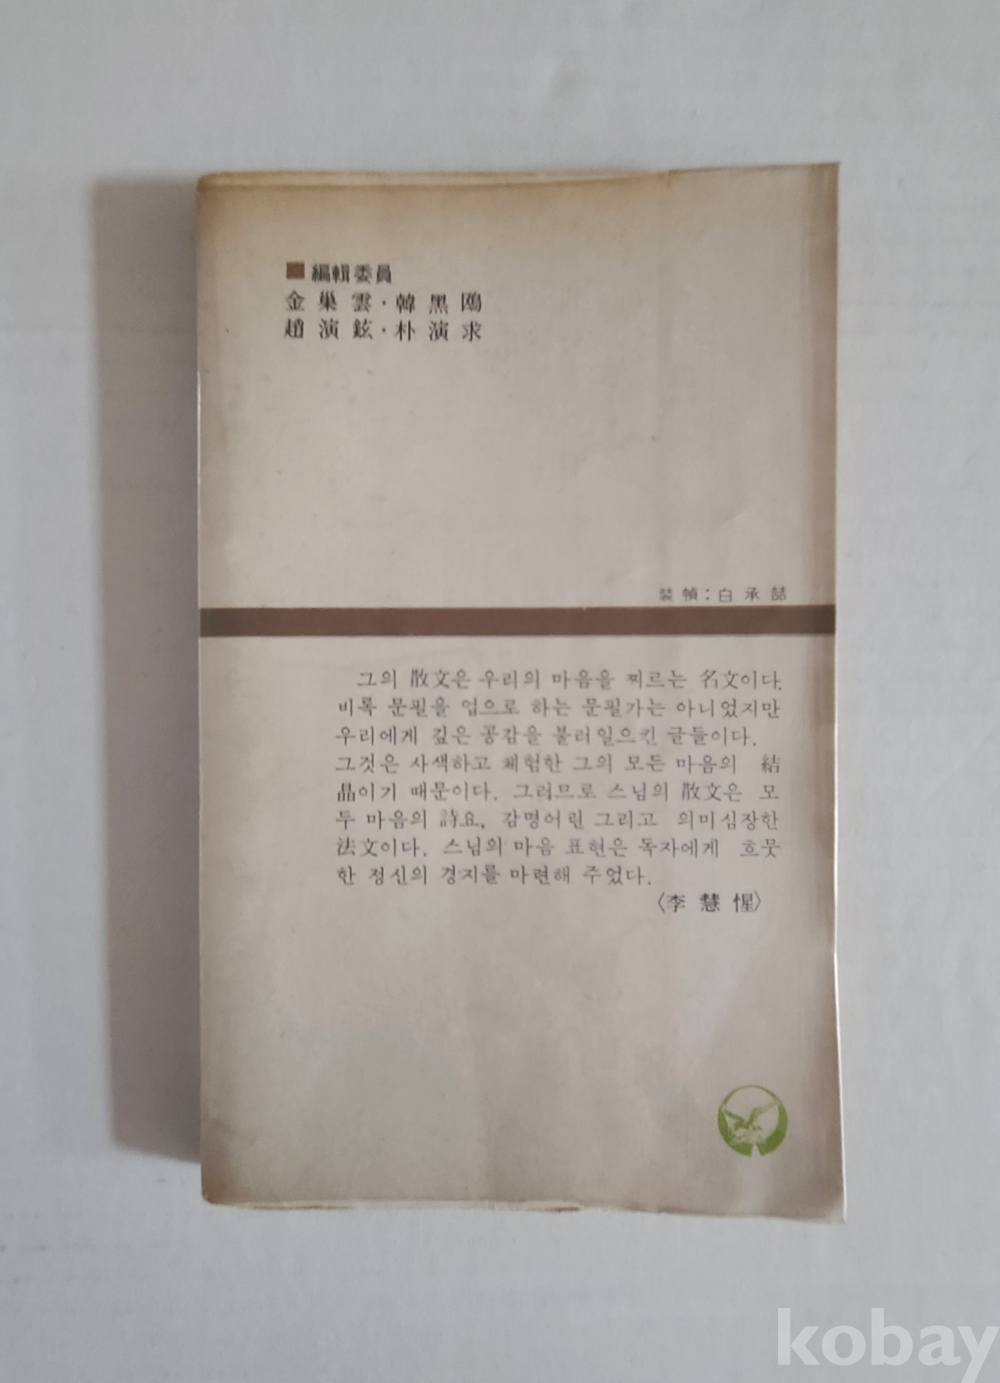 ■ 編輯委員
金巢雲·韓黑鷗
趙演鉉·朴演求
裝幀: 白承喆
그의 散文은 우리의 마음을 찌르는 名文이다.
비록 문필을 업으로 하는 문필가는 아니었지만
우리에게 깊은 공감을 불러일으킨 글들이다.
그것은 사색하고 체험한 그의 모든 마음의 結
晶이기 때문이다. 그러므로 스님의 散文은 모
두 마음의 詩요, 감명어린 그리고 의미심장한
法文이다. 스님의 마음 표현은 독자에게 흐뭇
한 정신의 경지를 마련해 주었다.
〈李慧惺〉
kobay